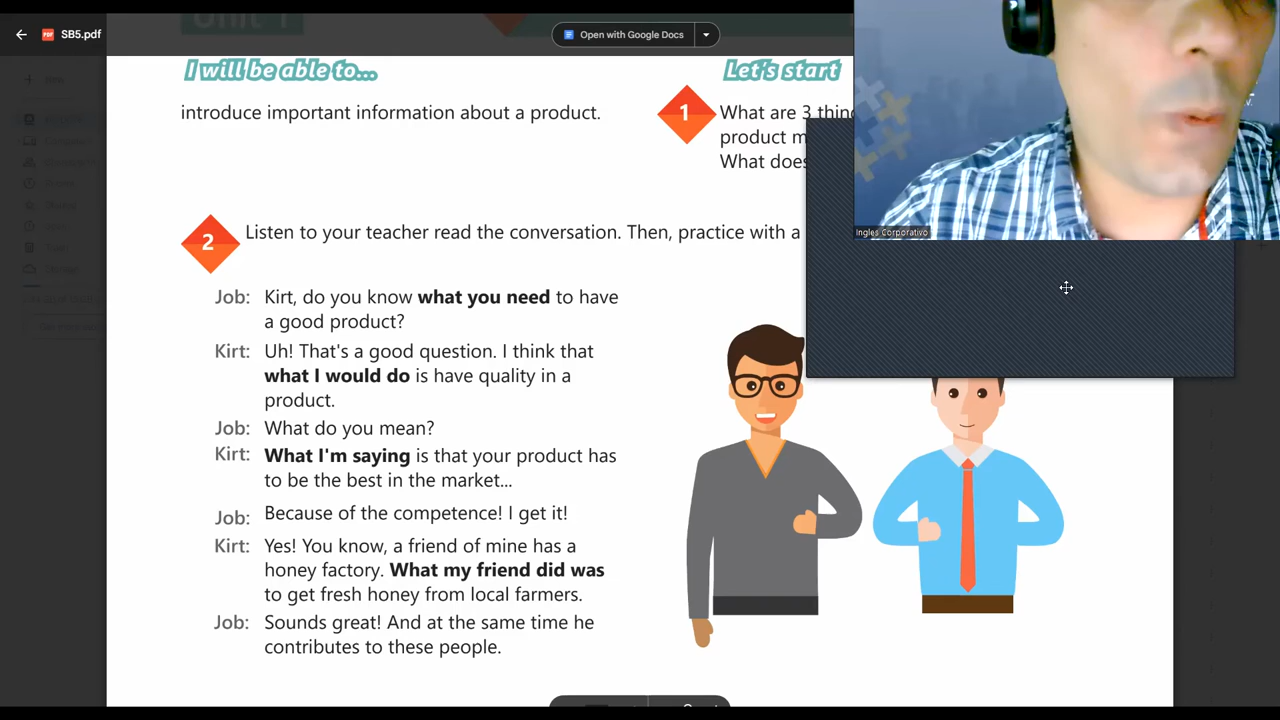 SB5.pdf
Open with Google Docs
Unit 1
I will be able to...
Let's start
introduce important information about a product.
1
What are 3 thin
product m
What does
2
Listen to your teacher read the conversation. Then, practice with a
Ingles Corporativo
Job: Kirt, do you know what you need to have
a good product?
Kirt: Uh! That's a good question. I think that
what I would do is have quality in a
product.
Job: What do you mean?
Kirt: What I'm saying is that your product has
to be the best in the market...
Job: Because of the competence! I get it!
Kirt: Yes! You know, a friend of mine has a
honey factory. What my friend did was
to get fresh honey from local farmers.
Job: Sounds great! And at the same time he
contributes to these people.